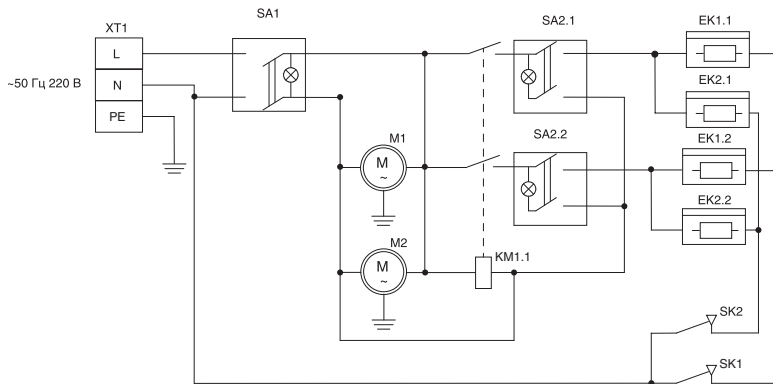 XT1
SA1
SA2.1
EK1.1
L
~50 Гц 220 В
N
EK2.1
PE
M1
SA2.2
EK1.2
M
~
EK2.2
M2
M
~
KM1.1
SK2
SK1